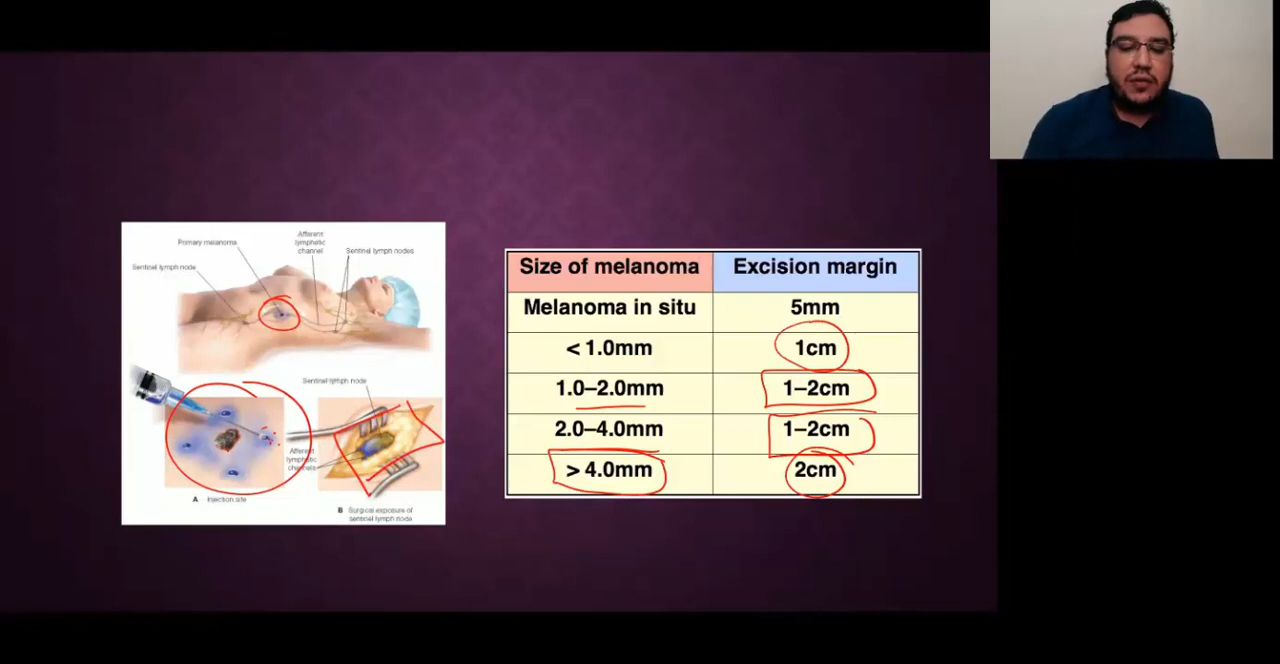 Afferent
lymphatic
channel
Primary melanoma
Sentinel lymph nodes
Sentinel lymph node
Sentinel lymph node
Afferent
lymphatic
channels
A Injection site
B Surgical exposure of
sentinel lymph node
Size of melanoma Excision margin
Melanoma in situ 5mm
< 1.0mm 1cm
1.0–2.0mm 1–2cm
2.0–4.0mm 1–2cm
> 4.0mm 2cm